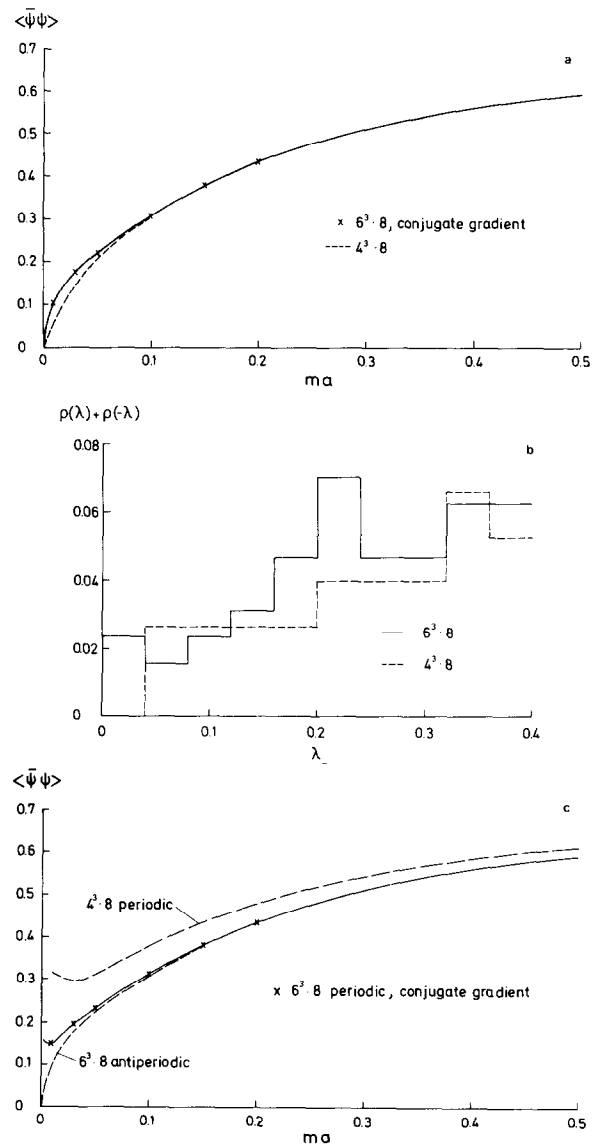 <ψ̄ψ>
a
0.7
0.6
0.5
0.4
0.3
0.2
0.1
0
× 6³·8, conjugate gradient
---- 4³·8
0 0.1 0.2 0.3 0.4 0.5
ma
ρ(λ)+ρ(-λ)
b
0.08
0.06
0.04
0.02
0
— 6³·8
--- 4³·8
0 0.1 0.2 0.3 0.4
λ_
<ψ̄ψ>
c
0.7
0.6
0.5
0.4
0.3
0.2
0.1
0
4³·8 periodic
× 6³·8 periodic, conjugate gradient
6³·8 antiperiodic
0 0.1 0.2 0.3 0.4 0.5
ma